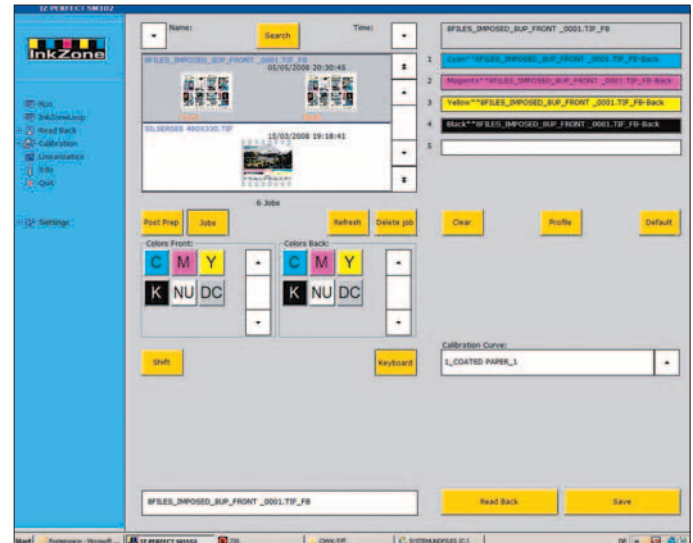 IZ PERFECT SM102
InkZone
Run
InkZoneLoop
Read Back
Calibration
Linearization
Info
Quit
Settings
Name:
Search
Time:
8FILES_IMPOSED_8UP_FRONT _0001.TIF_FB
05/05/2008 20:30:45
SILSERSEE 480X330.TIF
15/03/2008 19:18:41
6 Jobs
Post Prep
Jobs
Refresh
Delete job
Colors Front:
C M Y
K NU DC
Colors Back:
C M Y
K NU DC
Shift
Keyboard
8FILES_IMPOSED_8UP_FRONT _0001.TIF_FB
8FILES_IMPOSED_8UP_FRONT _0001.TIF_FB
1 Cyan**8FILES_IMPOSED_8UP_FRONT _0001.TIF_FB-Back
2 Magenta**8FILES_IMPOSED_8UP_FRONT _0001.TIF_FB-Back
3 Yellow**8FILES_IMPOSED_8UP_FRONT _0001.TIF_FB-Back
4 Black**8FILES_IMPOSED_8UP_FRONT _0001.TIF_FB-Back
5
Clear
Profile
Default
Calibration Curve:
1_COATED PAPER_1
Read Back
Save
Start
IZ PERFECT SM102
DE